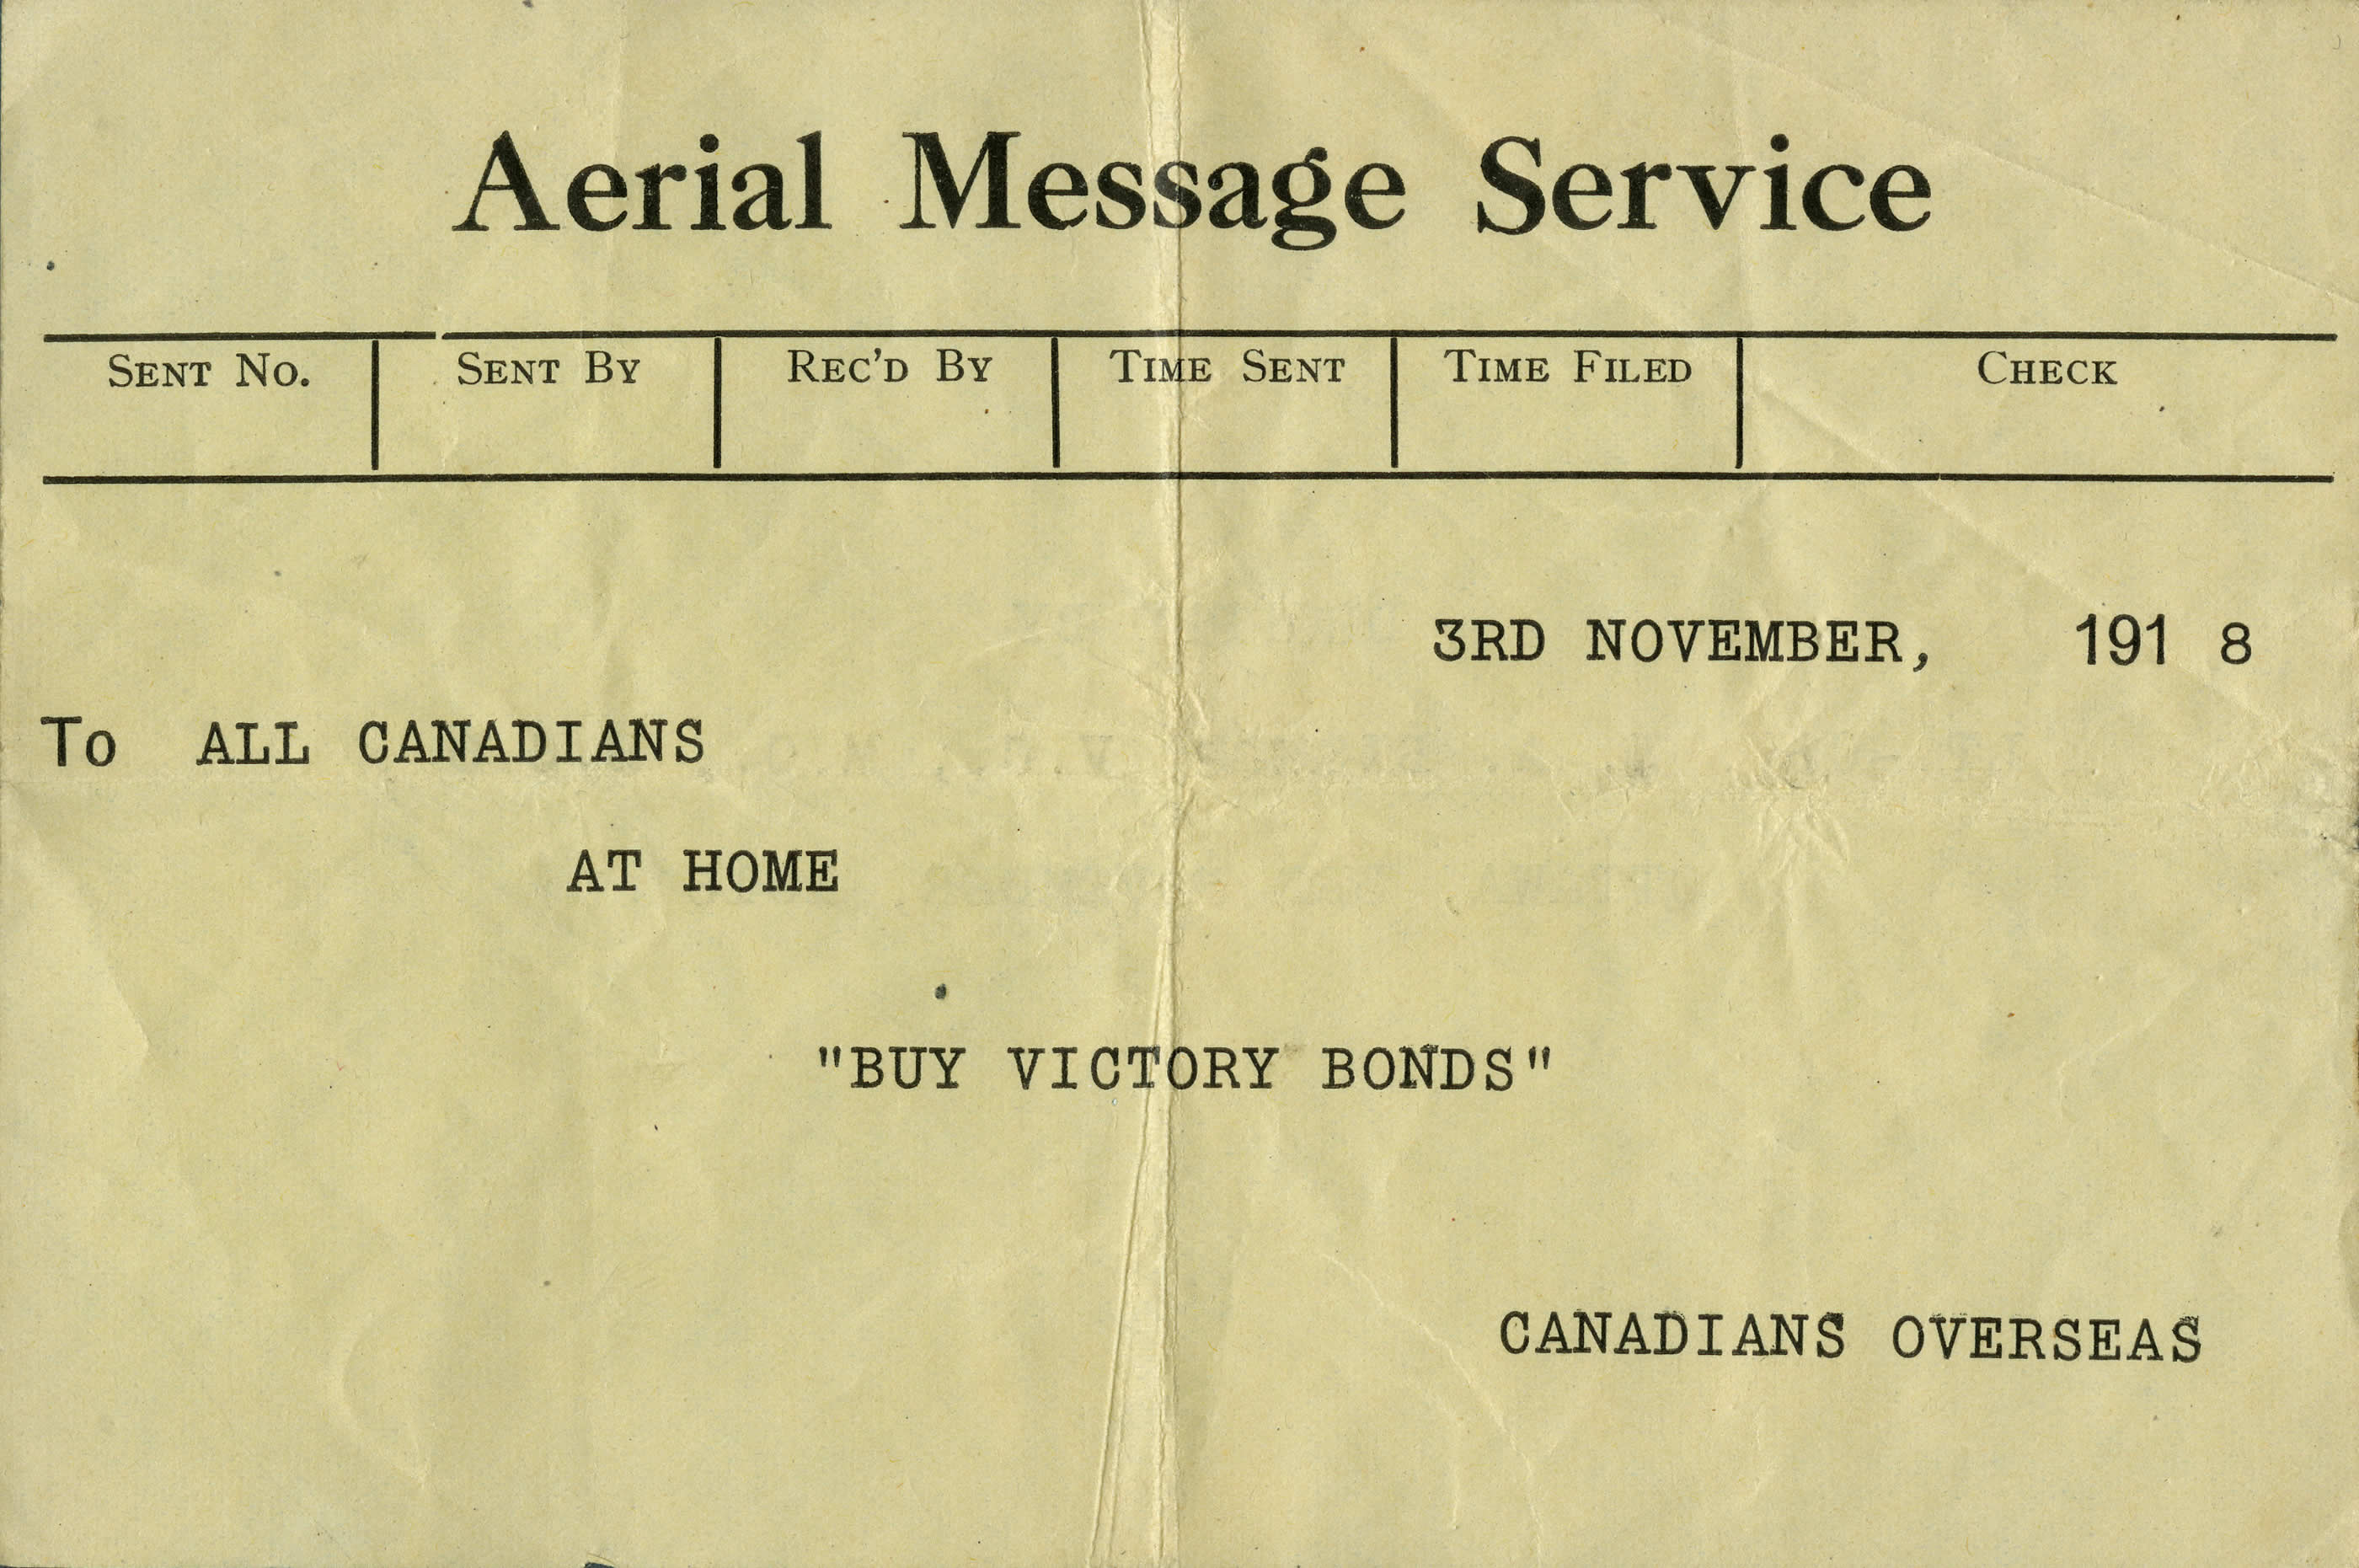 Aerial Message Service
SENT NO. SENT BY REC'D BY TIME SENT TIME FILED CHECK
3RD NOVEMBER, 191 8
To ALL CANADIANS
AT HOME
"BUY VICTORY BONDS"
CANADIANS OVERSEAS